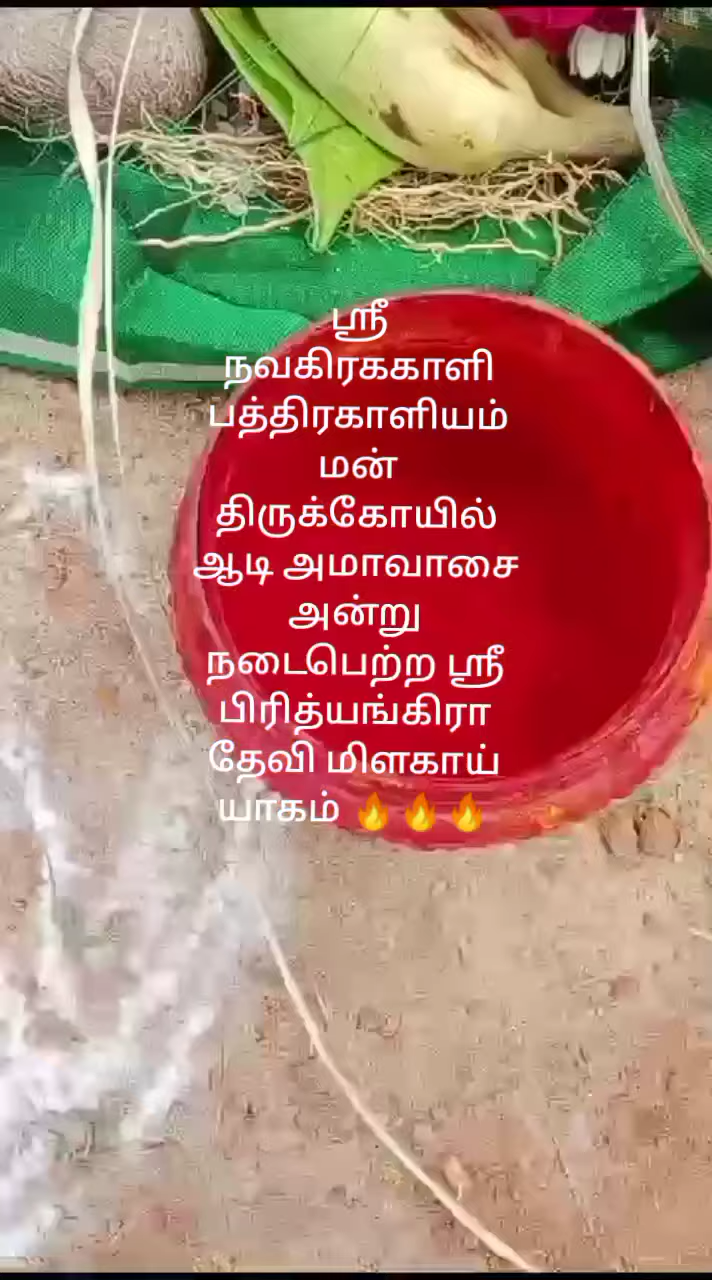 ஸ்ரீ
நவகிரககாளி
பத்திரகாளியம்
மன்
திருக்கோயில்
ஆடி அமாவாசை
அன்று
நடைபெற்ற ஸ்ரீ
பிரித்யங்கிரா
தேவி மிளகாய்
யாகம் 🔥🔥🔥